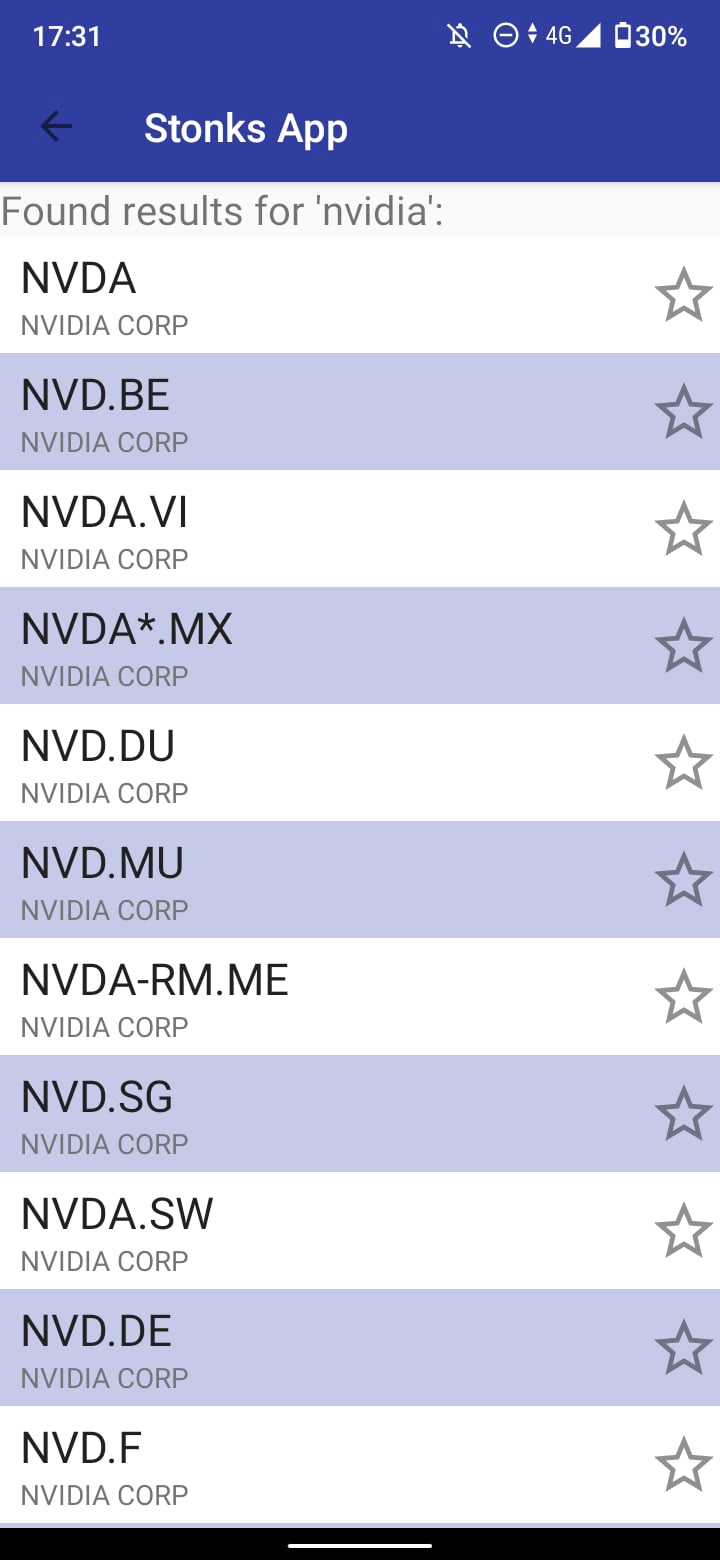 17:31
4G
30%
Stonks App
Found results for 'nvidia':
NVDA
NVIDIA CORP
NVD.BE
NVIDIA CORP
NVDA.VI
NVIDIA CORP
NVDA*.MX
NVIDIA CORP
NVD.DU
NVIDIA CORP
NVD.MU
NVIDIA CORP
NVDA-RM.ME
NVIDIA CORP
NVD.SG
NVIDIA CORP
NVDA.SW
NVIDIA CORP
NVD.DE
NVIDIA CORP
NVD.F
NVIDIA CORP